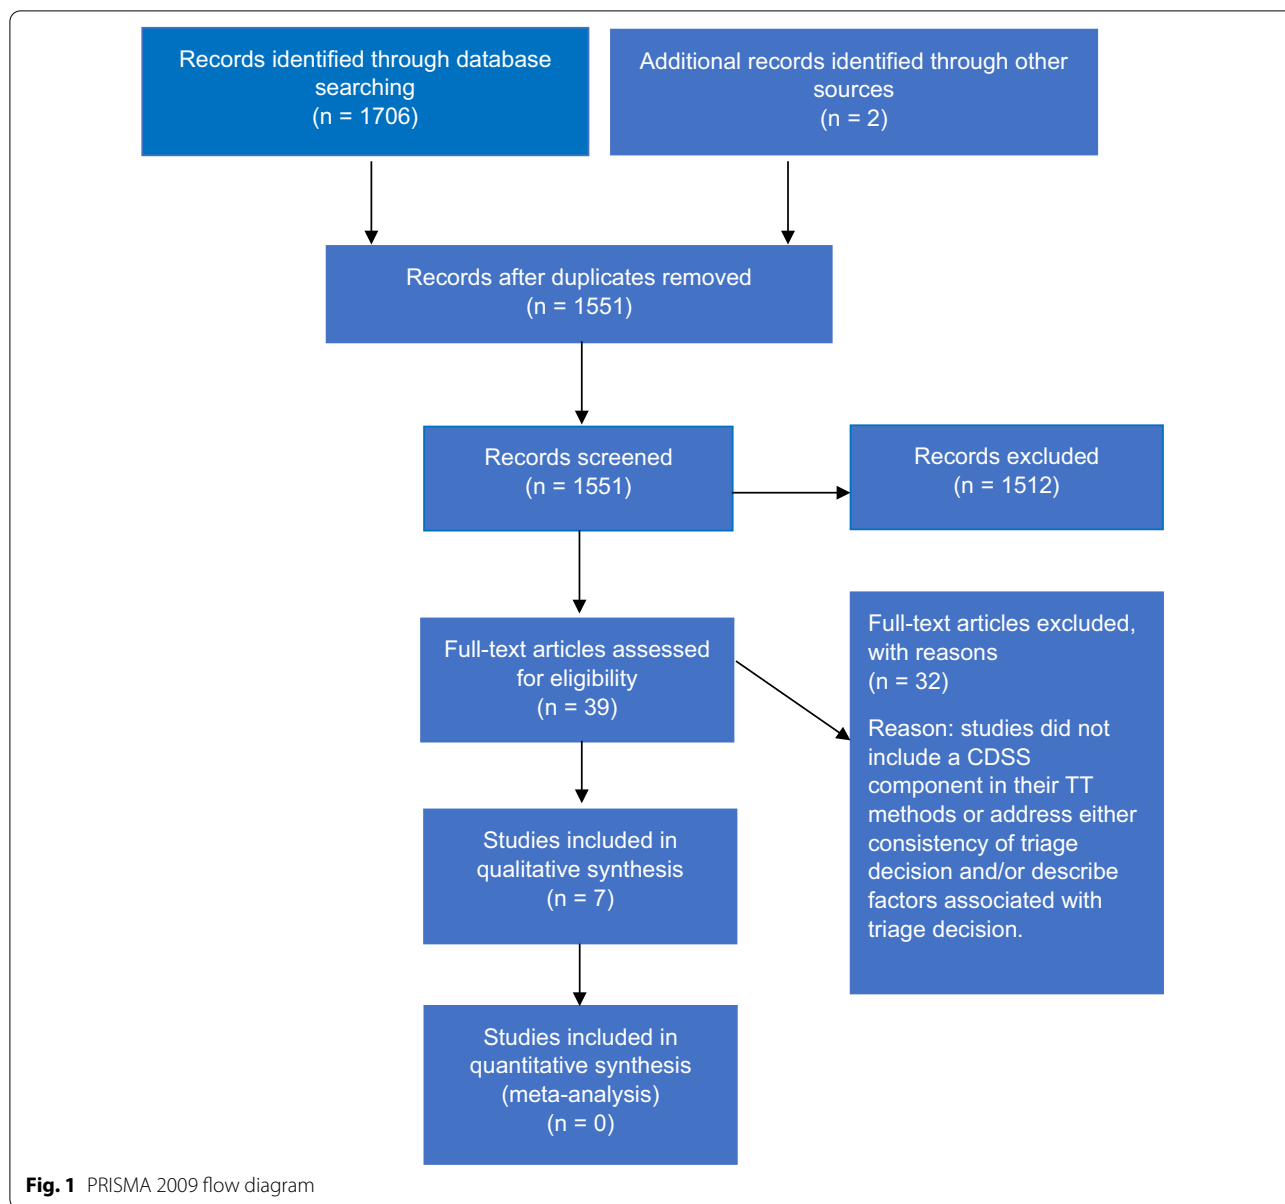 Records identified through database
searching
(n = 1706)
Additional records identified through other
sources
(n = 2)
Records after duplicates removed
(n = 1551)
Records screened
(n = 1551)
Records excluded
(n = 1512)
Full-text articles assessed
for eligibility
(n = 39)
Full-text articles excluded,
with reasons
(n = 32)
Reason: studies did not
include a CDSS
component in their TT
methods or address either
consistency of triage
decision and/or describe
factors associated with
triage decision.
Studies included in
qualitative synthesis
(n = 7)
Studies included in
quantitative synthesis
(meta-analysis)
(n = 0)
Fig. 1 PRISMA 2009 flow diagram